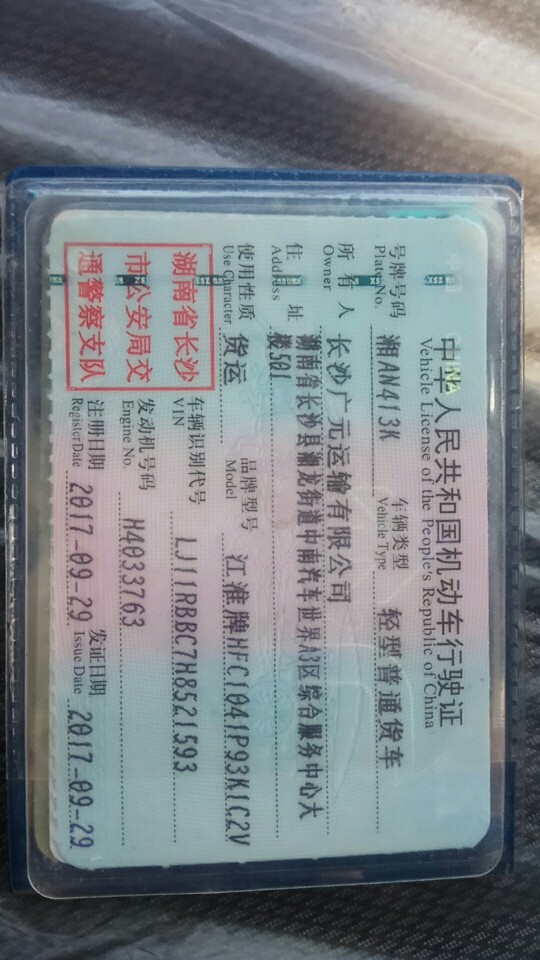 中华人民共和国机动车行驶证
Vehicle License of the People's Republic of China
号牌号码 湘AN413K 车辆类型 轻型普通货车
Plate No. Vehicle Type
所有人 长沙广元运输有限公司
Owner
住址 湖南省长沙县湘龙街道中南汽车世界A3区综合服务中心大
Address 楼501
使用性质 货运 品牌型号 江淮牌HFC1041P93K1C2V
Use Character Model
湖南省长沙
市公安局交
通警察支队
车辆识别代号 LJ11RBBC7H8521593
VIN
发动机号码 H4033763
Engine No.
注册日期 2017-09-29 发证日期 2017-09-29
Register Date Issue Date